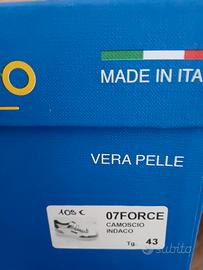 O
MADE IN ITA
VERA PELLE
105 €
07FORCE
CAMOSCIO
INDACO
Tg. 43
subito